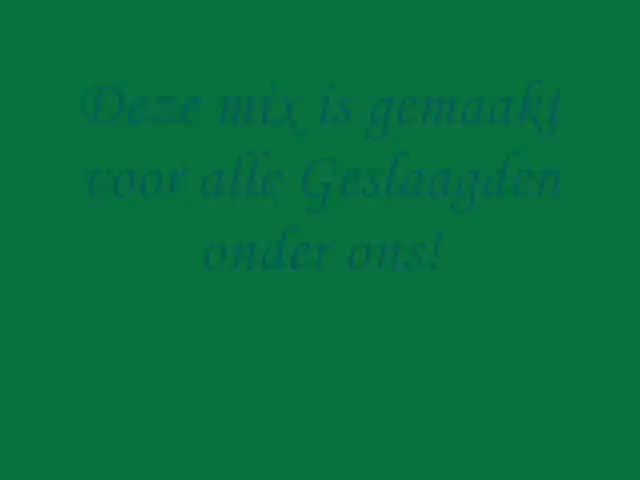 Deze mix is gemaakt
voor alle Geslaagden
onder ons!